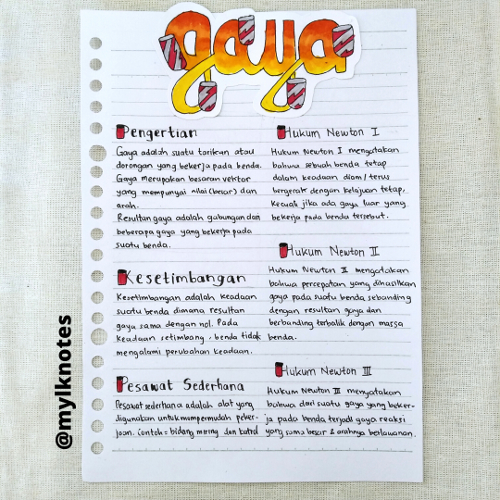 gaya
Pengertian
Gaya adalah suatu tarikan atau
dorongan yang bekerja pada benda.
Gaya merupakan besaran vektor
yang mempunyai nilai (besar) dan
arah.
Resultan gaya adalah gabungan dari
beberapa gaya yang bekerja pada
suatu benda.
Kesetimbangan
Kesetimbangan adalah keadaan
suatu benda dimana resultan
gaya sama dengan nol. Pada
keadaan setimbang, benda tidak
mengalami perubahan keadaan.
Pesawat Sederhana
Pesawat sederhana adalah alat yang
digunakan untuk mempermudah peker-
jaan. Contoh = bidang miring dan katrol
Hukum Newton I
Hukum Newton I mengatakan
bahwa sebuah benda tetap
dalam keadaan diam / terus
bergerak dengan kelajuan tetap,
kecuali jika ada gaya luar yang
bekerja pada benda tersebut.
Hukum Newton II
Hukum Newton II mengatakan
bahwa percepatan yang dihasilkan
gaya pada suatu benda sebanding
dengan resultan gaya dan
berbanding terbalik dengan massa
benda.
Hukum Newton III
Hukum Newton III menyatakan
bahwa dari suatu gaya yang beker-
ja pada benda terjadi gaya reaksi
yang sama besar & arahnya berlawanan.
@mylknotes